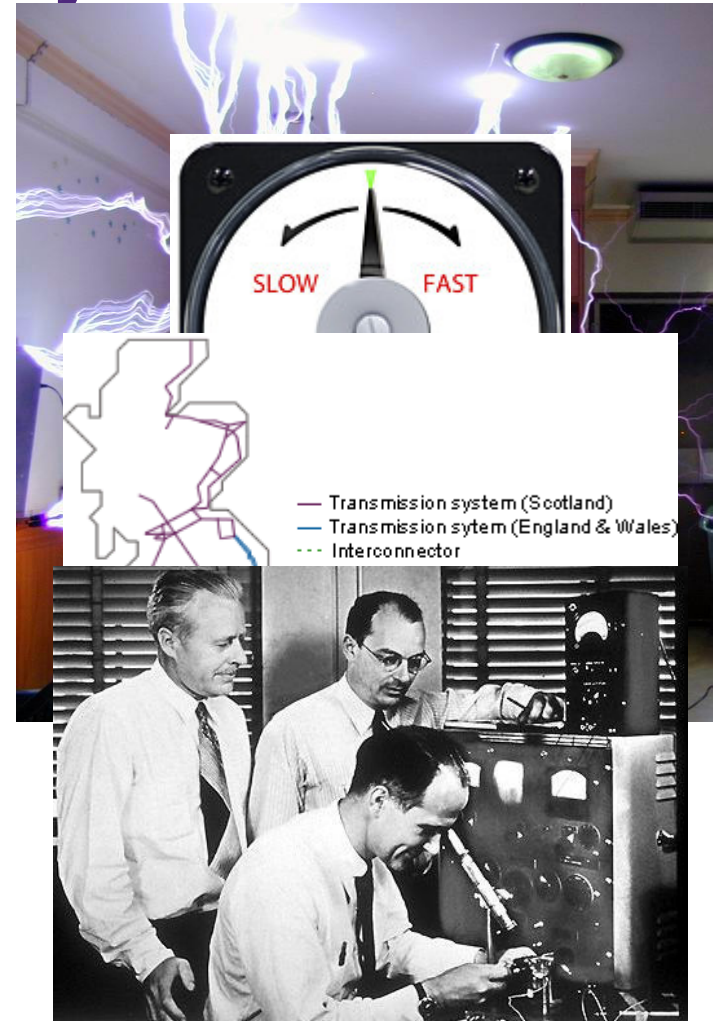 SLOW
FAST
Transmission system (Scotland)
Transmission sytem (England & Wales)
Interconnector